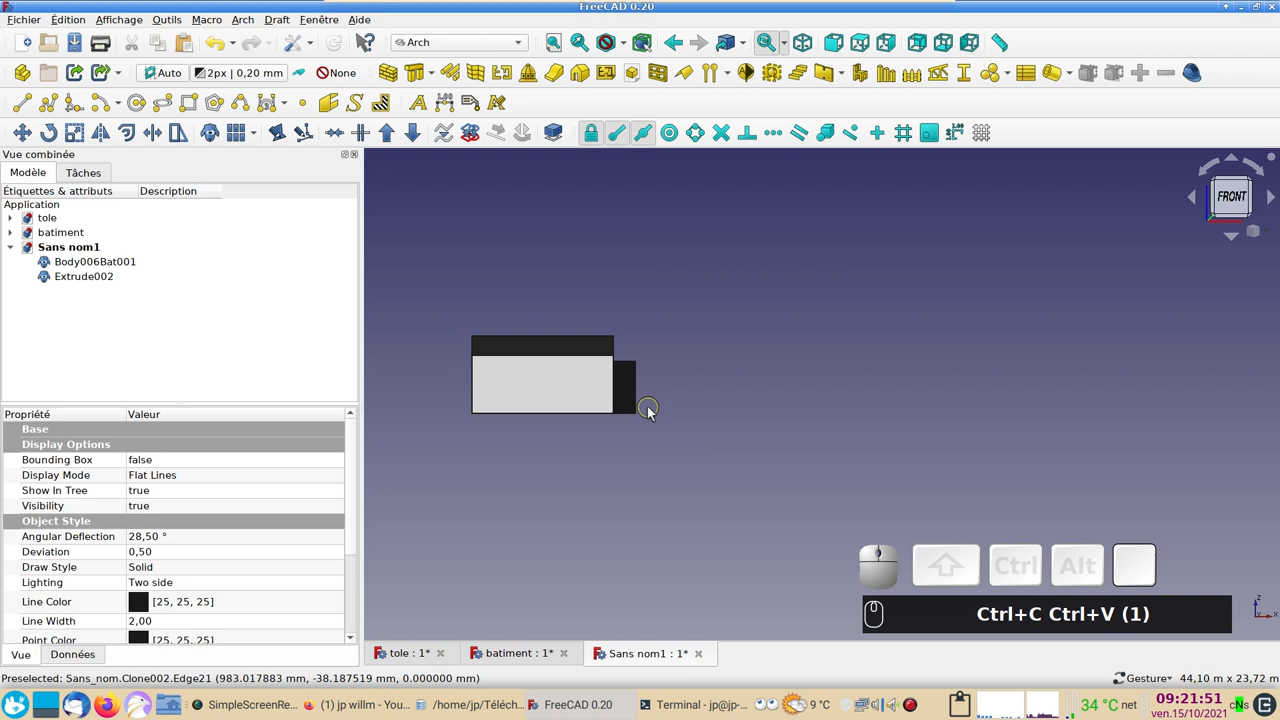 FreeCAD 0.20
Fichier Édition Affichage Outils Macro Arch Draft Fenêtre Aide
Arch
Auto 2px | 0,20 mm None
Vue combinée
Modèle Tâches
Étiquettes & attributs Description
Application
tole
batiment
Sans nom1
Body006Bat001
Extrude002
FRONT
Propriété Valeur
Base
Display Options
Bounding Box false
Display Mode Flat Lines
Show In Tree true
Visibility true
Object Style
Angular Deflection 28,50 °
Deviation 0,50
Draw Style Solid
Lighting Two side
Line Color [25, 25, 25]
Line Width 2,00
Point Color [25, 25, 25]
Ctrl Alt
Ctrl+C Ctrl+V (1)
Vue Données
tole : 1* batiment : 1* Sans nom1 : 1*
Preselected: Sans_nom.Clone002.Edge21 (983.017883 mm, -38.187519 mm, 0.000000 mm) Gesture 44,10 m x 23,72 m
SimpleScreenRe... (1) jp willm - You... /home/jp/Téléch... FreeCAD 0.20 Terminal - jp@jp-... 9 °C 34 °C net 09:21:51 cNs
ven.15/10/2021